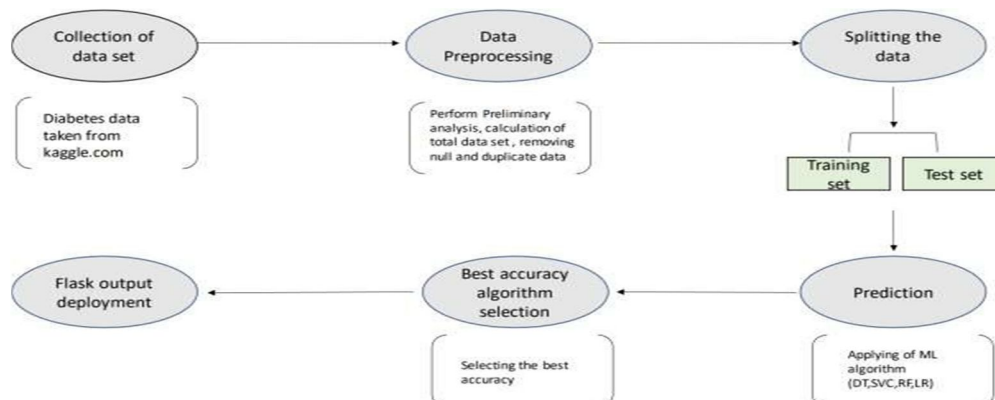 Collection of
data set
Data
Preprocessing
Splitting the
data
Diabetes data
taken from
kaggle.com
Perform Preliminary
analysis, calculation of
total data set , removing
null and duplicate data
Training
set
Test set
Flask output
deployment
Best accuracy
algorithm
selection
Prediction
Selecting the best
accuracy
Applying of ML
algorithm
(DT,SVC,RF,LR)